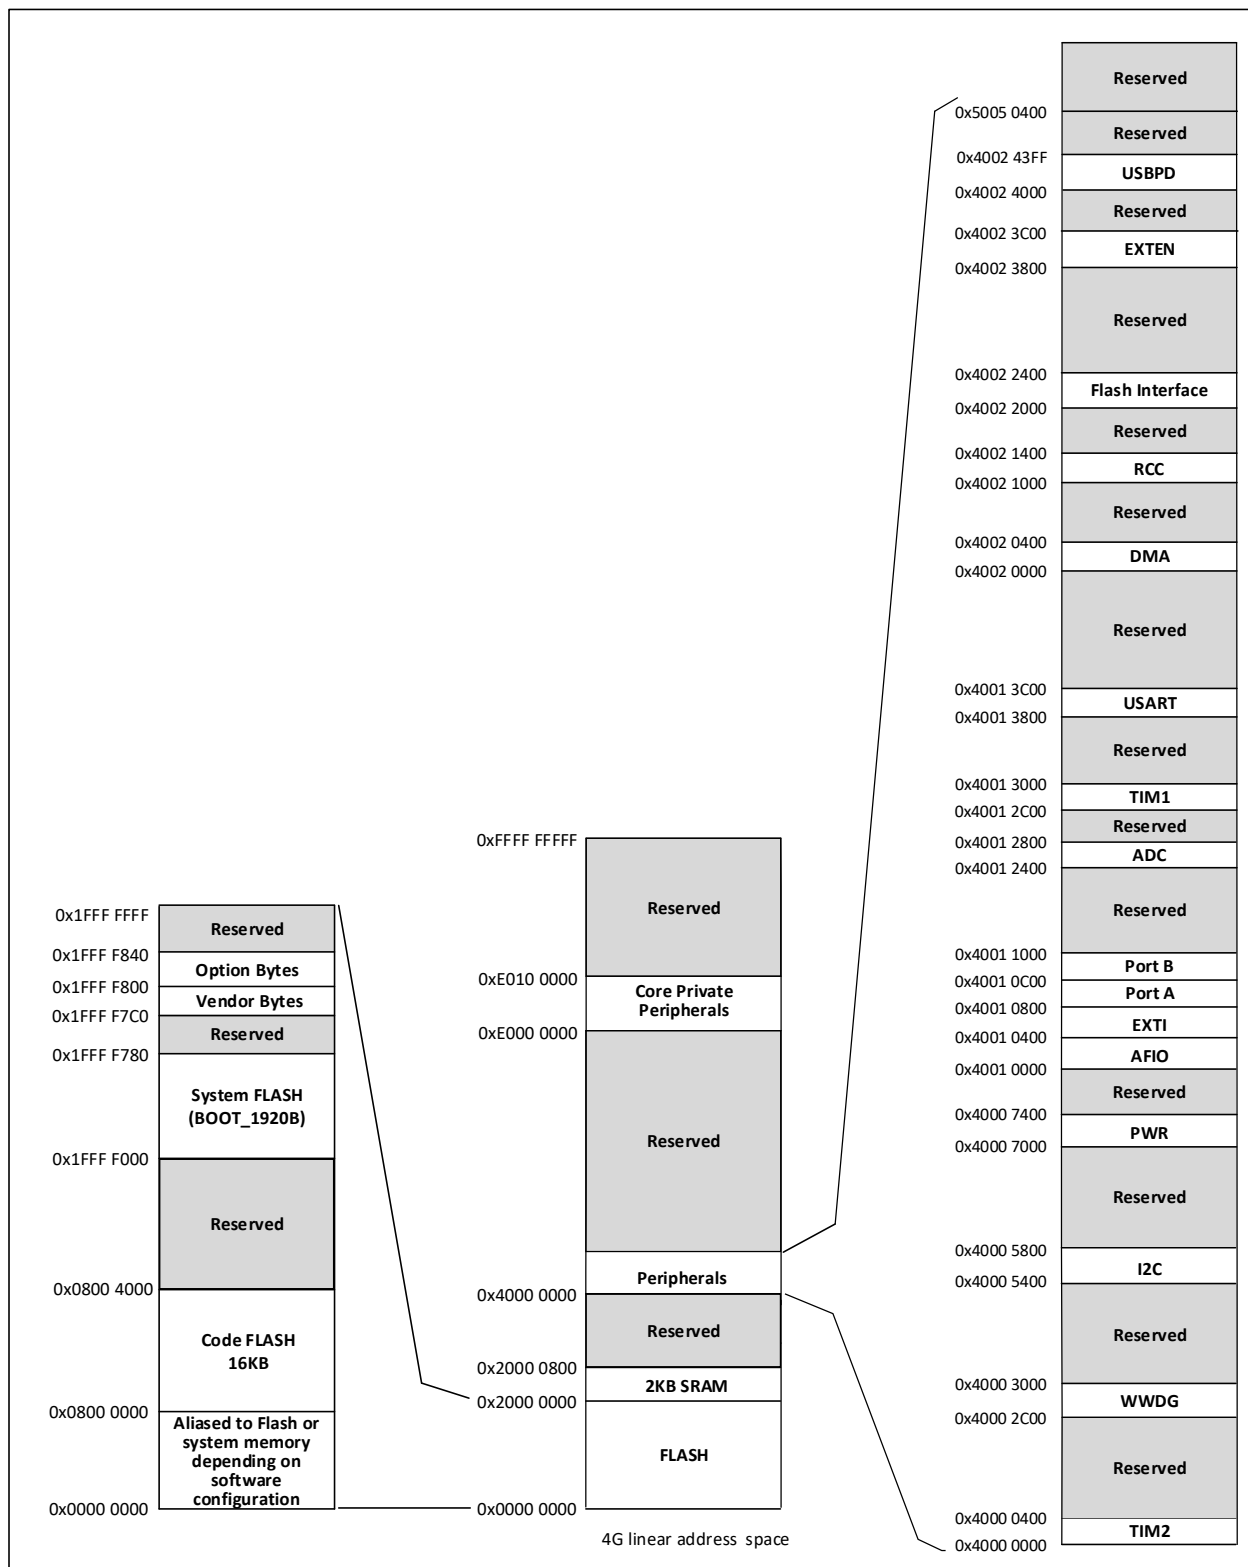 0x1FFF FFFF
Reserved
0x1FFF F840
Option Bytes
0x1FFF F800
Vendor Bytes
0x1FFF F7C0
Reserved
0x1FFF F780
System FLASH
(BOOT_1920B)
0x1FFF F000
Reserved
0x0800 4000
Code FLASH
16KB
0x0800 0000
Aliased to Flash or
system memory
depending on
software
configuration
0x0000 0000
0xFFFF FFFFF
Reserved
0xE010 0000
Core Private
Peripherals
0xE000 0000
Reserved
Peripherals
0x4000 0000
Reserved
0x2000 0800
2KB SRAM
0x2000 0000
FLASH
0x0000 0000
4G linear address space
Reserved
0x5005 0400
Reserved
0x4002 43FF
USBPD
0x4002 4000
Reserved
0x4002 3C00
EXTEN
0x4002 3800
Reserved
0x4002 2400
Flash Interface
0x4002 2000
Reserved
0x4002 1400
RCC
0x4002 1000
Reserved
0x4002 0400
DMA
0x4002 0000
Reserved
0x4001 3C00
USART
0x4001 3800
Reserved
0x4001 3000
TIM1
0x4001 2C00
Reserved
0x4001 2800
ADC
0x4001 2400
Reserved
0x4001 1000
Port B
0x4001 0C00
Port A
0x4001 0800
EXTI
0x4001 0400
AFIO
0x4001 0000
Reserved
0x4000 7400
PWR
0x4000 7000
Reserved
0x4000 5800
I2C
0x4000 5400
Reserved
0x4000 3000
WWDG
0x4000 2C00
Reserved
0x4000 0400
TIM2
0x4000 0000